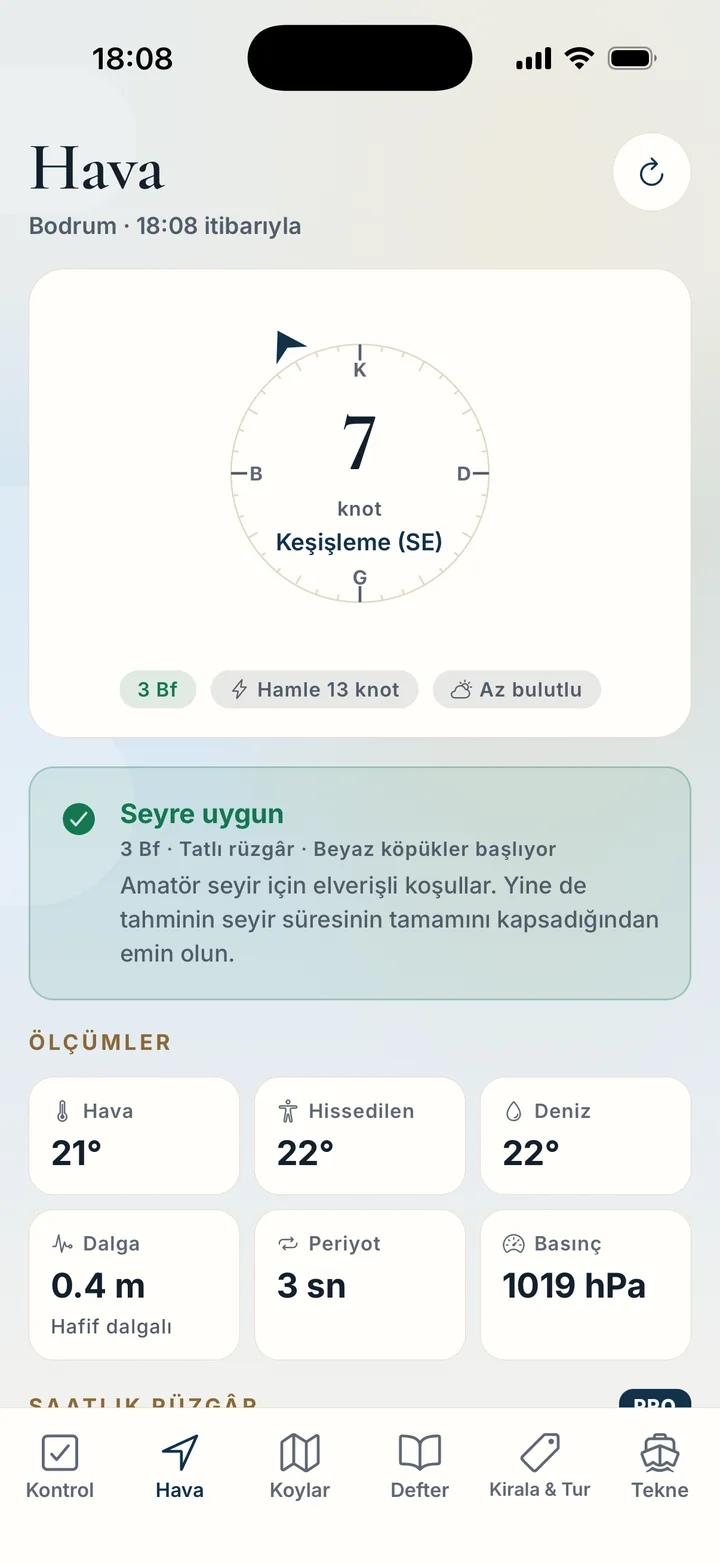 18:08
Hava
Bodrum · 18:08 itibarıyla
K
7
B
D
knot
Keşişleme (SE)
G
3 Bf
Hamle 13 knot
Az bulutlu
Seyre uygun
3 Bf · Tatlı rüzgâr · Beyaz köpükler başlıyor
Amatör seyir için elverişli koşullar. Yine de
tahminin seyir süresinin tamamını kapsadığından
emin olun.
ÖLÇÜMLER
Hava
Hissedilen
Deniz
21°
22°
22°
Dalga
Periyot
Basınç
0.4 m
3 sn
1019 hPa
Hafif dalgalı
SAATLIK RÜZGÂR
PRO
Kontrol
Hava
Koylar
Defter
Kirala & Tur
Tekne